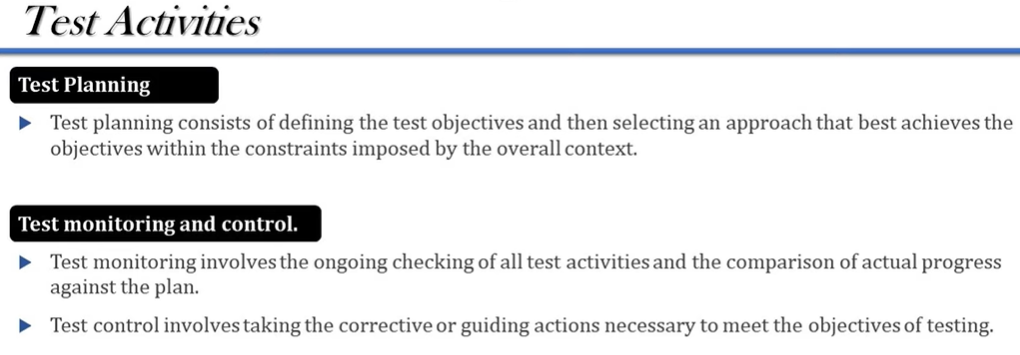 Test Activities
Test Planning
Test planning consists of defining the test objectives and then selecting an approach that best achieves the
objectives within the constraints imposed by the overall context.
Test monitoring and control.
Test monitoring involves the ongoing checking of all test activities and the comparison of actual progress
against the plan.
Test control involves taking the corrective or guiding actions necessary to meet the objectives of testing.